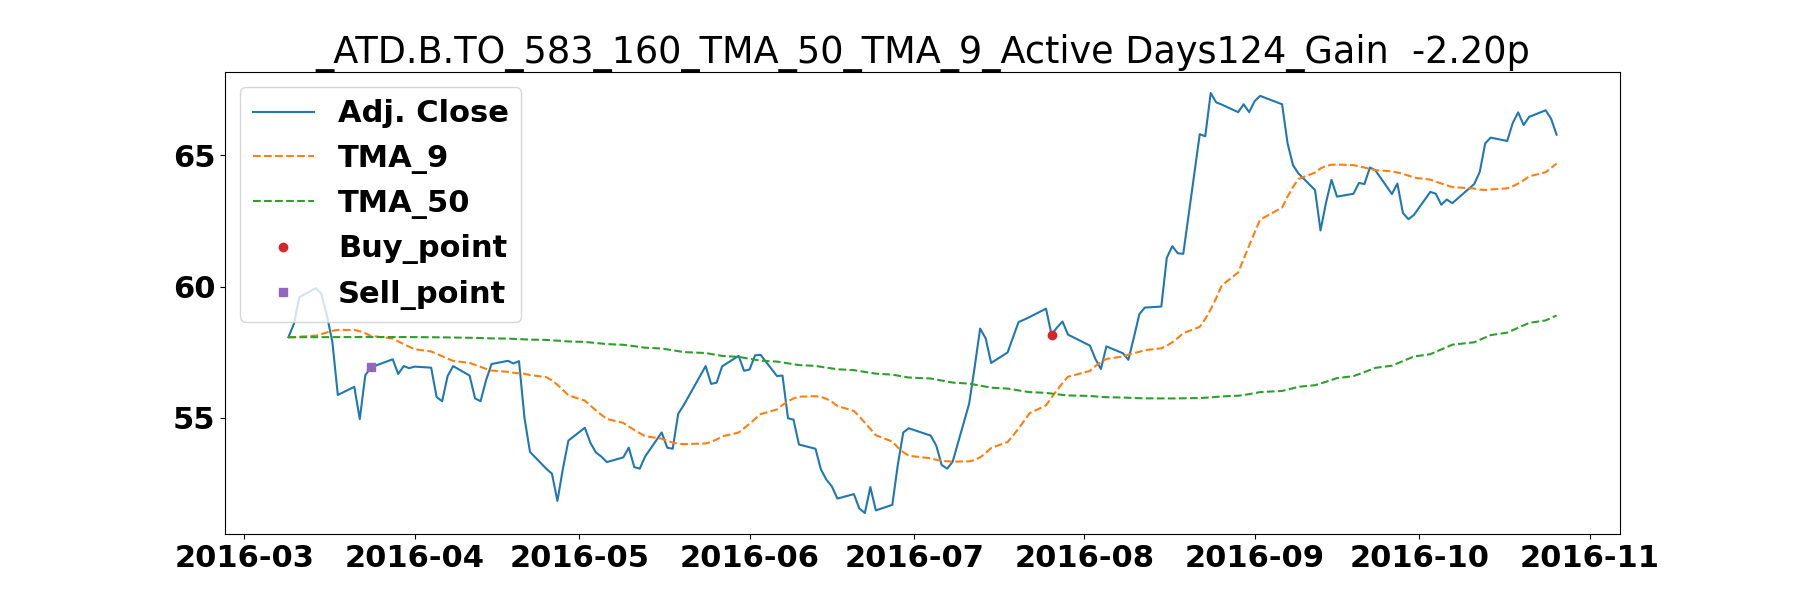 _ATD.B.TO_583_160_TMA_50_TMA_9_Active Days124_Gain  -2.20p
Adj. Close
TMA_9
TMA_50
Buy_point
Sell_point
65
60
55
2016-03 2016-04 2016-05 2016-06 2016-07 2016-08 2016-09 2016-10 2016-11